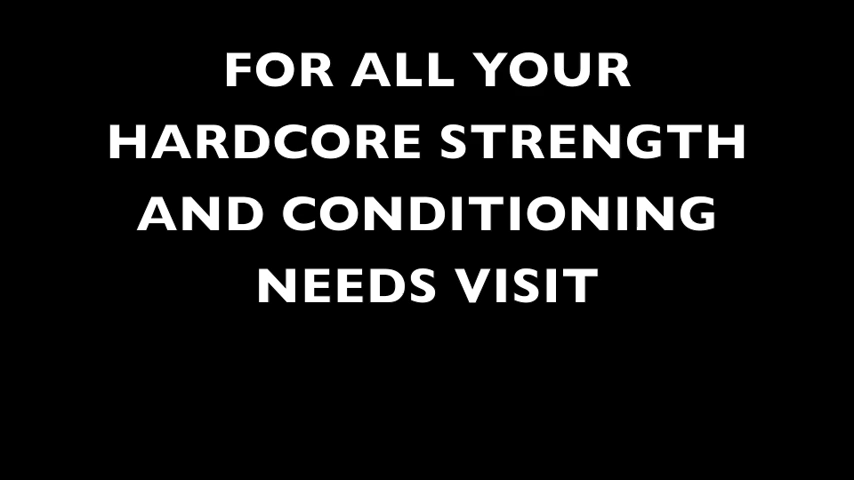 FOR ALL YOUR
HARDCORE STRENGTH
AND CONDITIONING
NEEDS VISIT